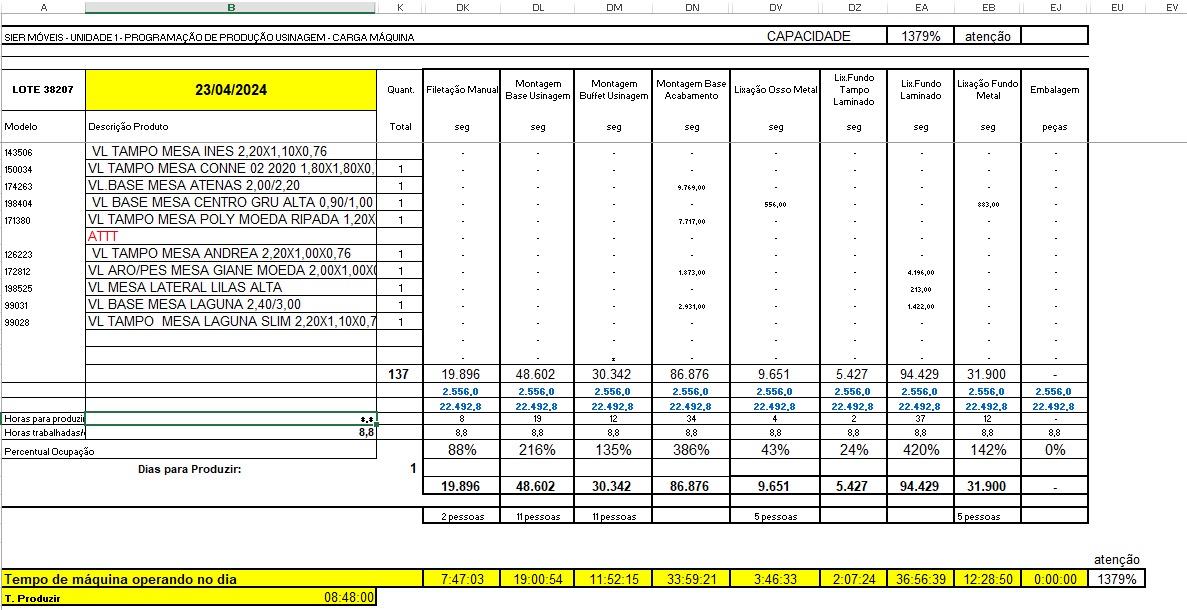 A B K DK DL DM DN DV DZ EA EB EJ EU EV
SIER MÓVEIS - UNIDADE 1 - PROGRAMAÇÃO DE PRODUÇÃO USINAGEM - CARGA MÁQUINA CAPACIDADE 1379% atenção
LOTE 38207 23/04/2024 Quant. Filetação Manual Montagem Base Usinagem Montagem Buffet Usinagem Montagem Base Acabamento Lixação Osso Metal Lix.Fundo Tampo Laminado Lix.Fundo Laminado Lixação Fundo Metal Embalagem
Modelo Descrição Produto Total seg seg seg seg seg seg seg seg peças
143506 VL TAMPO MESA INES 2,20X1,10X0,76 - - - - - - - - -
150034 VL TAMPO MESA CONNE 02 2020 1,80X1,80X0, 1 - - - - - - - - -
174263 VL.BASE MESA ATENAS 2,00/2,20 1 - - - 9.769,00 - - - - -
198404 VL BASE MESA CENTRO GRU ALTA 0,90/1,00 1 - - - - 556,00 - - 883,00 -
171380 VL TAMPO MESA POLY MOEDA RIPADA 1,20X 1 - - - 7.717,00 - - - - -
ATTT - - - - - - - - -
126223 VL TAMPO MESA ANDREA 2,20X1,00X0,76 1 - - - - - - - - -
172812 VL ARO/PES MESA GIANE MOEDA 2,00X1,00X0 1 - - - 1.873,00 - - 4.196,00 - -
198525 VL MESA LATERAL LILAS ALTA 1 - - - - - - 213,00 - -
99031 VL BASE MESA LAGUNA 2,40/3,00 1 - - - 2.931,00 - - 1.422,00 - -
99028 VL TAMPO MESA LAGUNA SLIM 2,20X1,10X0,7 1 - - - - - - - - -
- - - - - - - - -
- - - - - - - -
137 19.896 48.602 30.342 86.876 9.651 5.427 94.429 31.900 -
2.556,0 2.556,0 2.556,0 2.556,0 2.556,0 2.556,0 2.556,0 2.556,0 2.556,0
22.492,8 22.492,8 22.492,8 22.492,8 22.492,8 22.492,8 22.492,8 22.492,8 22.492,8
Horas para produzir *,* 8 19 12 34 4 2 37 12 -
Horas trabalhadas/ 8,8 8,8 8,8 8,8 8,8 8,8 8,8 8,8 8,8 8,8
Percentual Ocupação 88% 216% 135% 386% 43% 24% 420% 142% 0%
Dias para Produzir: 1
19.896 48.602 30.342 86.876 9.651 5.427 94.429 31.900 -
2 pessoas 11 pessoas 11 pessoas 5 pessoas 5 pessoas
atenção
Tempo de máquina operando no dia 7:47:03 19:00:54 11:52:15 33:59:21 3:46:33 2:07:24 36:56:39 12:28:50 0:00:00 1379%
T. Produzir 08:48:00